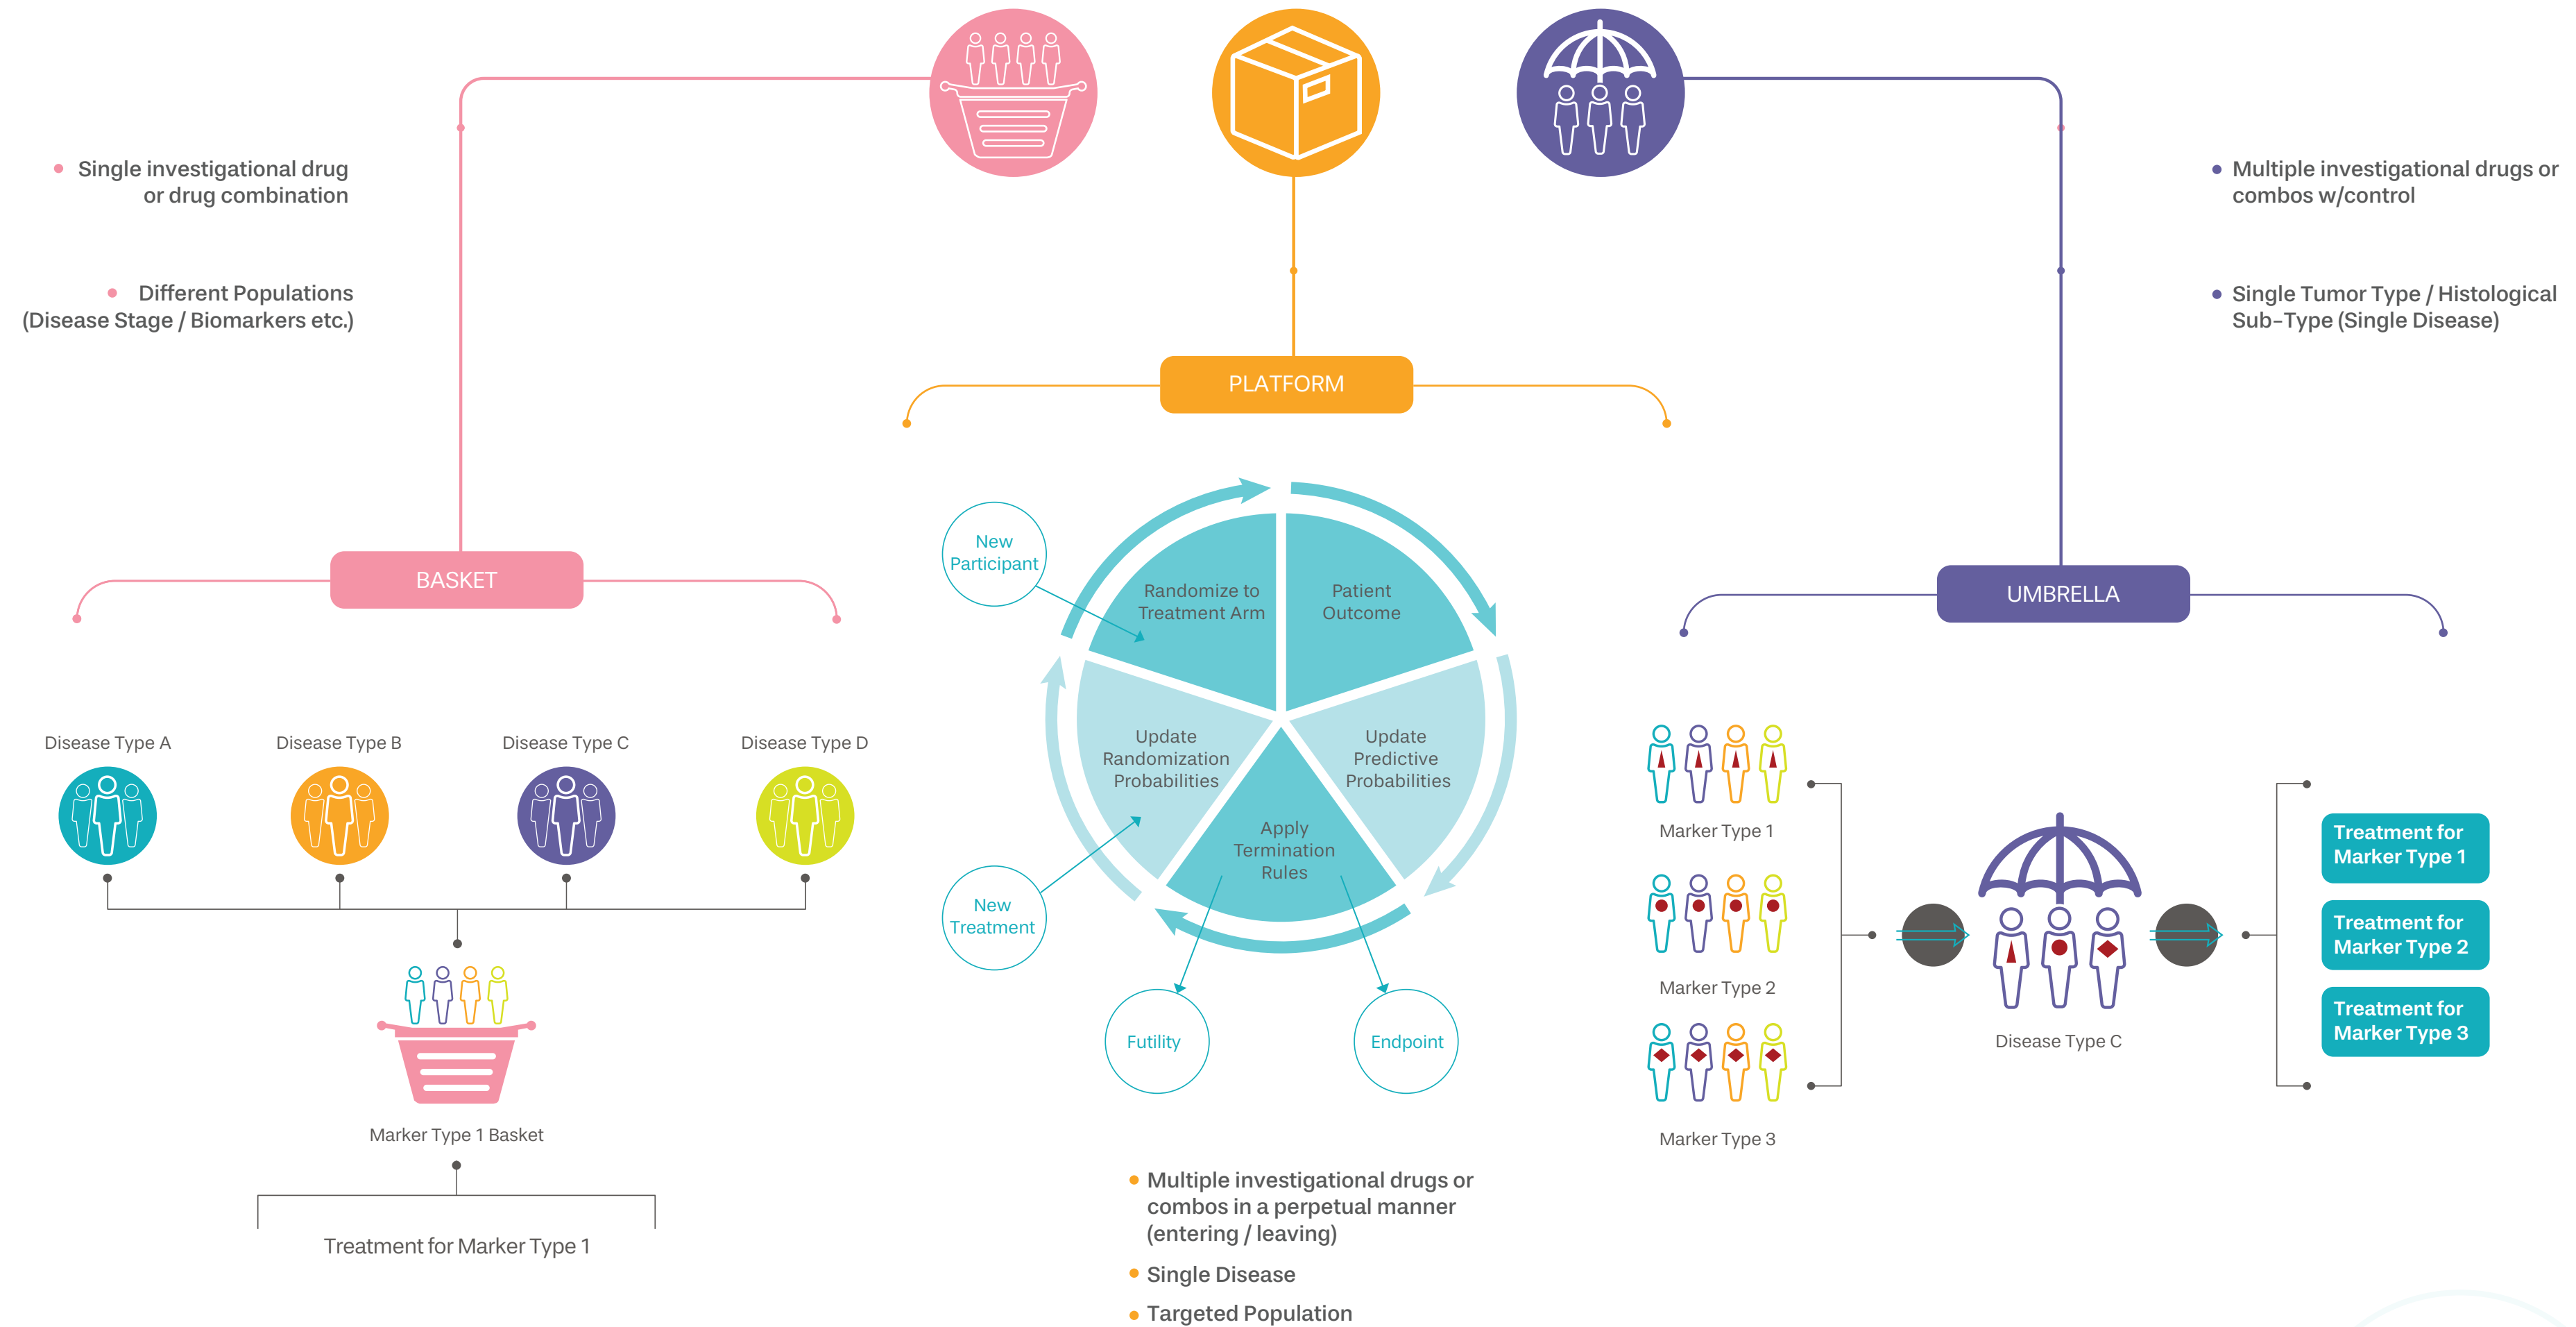 Single investigational drug
or drug combination
Different Populations
(Disease Stage / Biomarkers etc.)
BASKET
Disease Type A
Disease Type B
Disease Type C
Disease Type D
Marker Type 1 Basket
Treatment for Marker Type 1
PLATFORM
New
Participant
Randomize to
Treatment Arm
Patient
Outcome
Update
Randomization
Probabilities
Update
Predictive
Probabilities
Apply
Termination
Rules
New
Treatment
Futility
Endpoint
Multiple investigational drugs or
combos in a perpetual manner
(entering / leaving)
Single Disease
Targeted Population
Multiple investigational drugs or
combos w/control
Single Tumor Type / Histological
Sub-Type (Single Disease)
UMBRELLA
Marker Type 1
Marker Type 2
Marker Type 3
Disease Type C
Treatment for
Marker Type 1
Treatment for
Marker Type 2
Treatment for
Marker Type 3